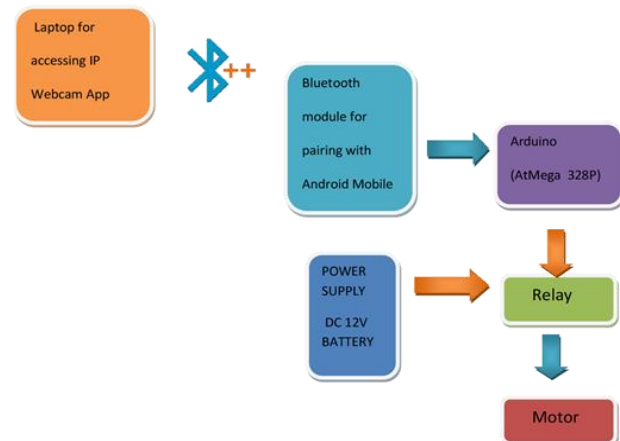 Laptop for
accessing IP
Webcam App
++
Bluetooth
module for
pairing with
Android Mobile
Arduino
(AtMega 328P)
POWER
SUPPLY
DC 12V
BATTERY
Relay
Motor